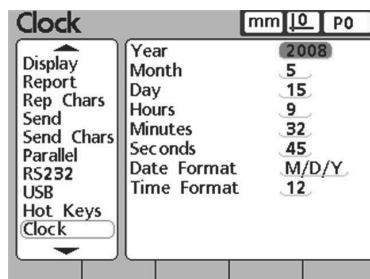 Clock
mm 0 P0
Display
Report
Rep Chars
Send
Send Chars
Parallel
RS232
USB
Hot Keys
Clock
Year 2008
Month 5
Day 15
Hours 9
Minutes 32
Seconds 45
Date Format M/D/Y
Time Format 12